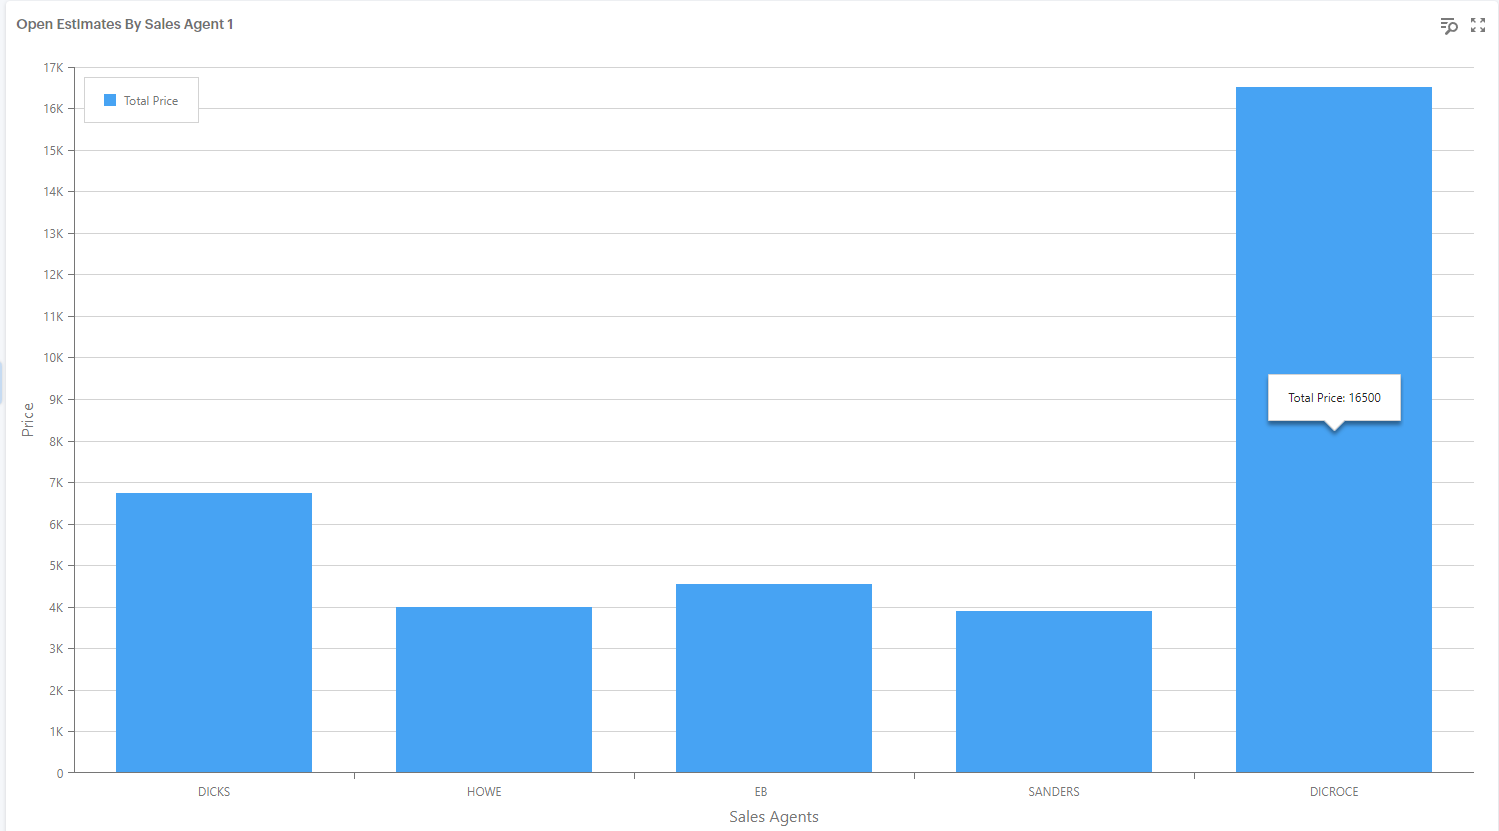 Open Estimates By Sales Agent 1
Total Price
17K
16K
15K
14K
13K
12K
11K
10K
9K
8K
7K
6K
5K
4K
3K
2K
1K
0
Price
Total Price: 16500
DICKS
HOWE
EB
SANDERS
DICROCE
Sales Agents